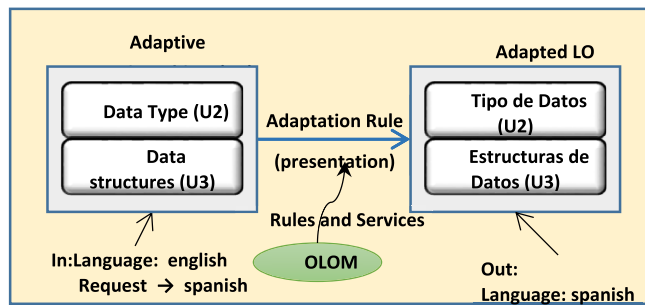 Adaptive
Data Type (U2)
Data
structures (U3)
In:Language: english
Request → spanish
Adaptation Rule
(presentation)
Rules and Services
OLOM
Adapted LO
Tipo de Datos
(U2)
Estructuras de
Datos (U3)
Out:
Language: spanish